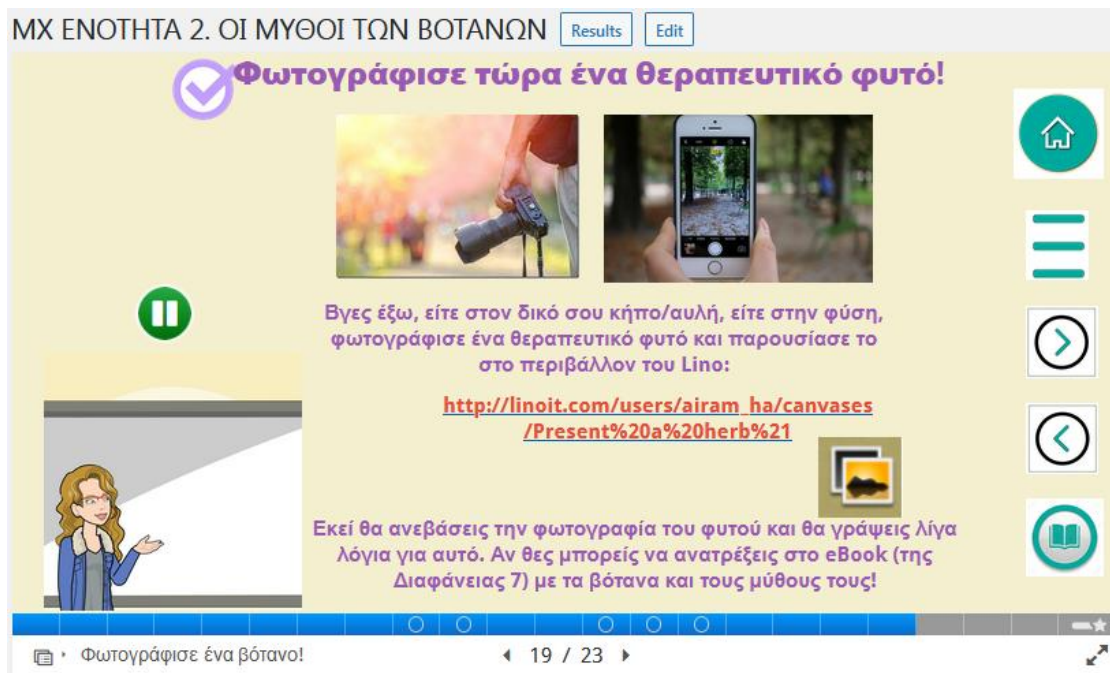 ΜΧ ΕΝΟΤΗΤΑ 2. ΟΙ ΜΥΘΟΙ ΤΩΝ ΒΟΤΑΝΩΝ Results Edit
Φωτογράφισε τώρα ένα θεραπευτικό φυτό!
Βγες έξω, είτε στον δικό σου κήπο/αυλή, είτε στην φύση,
φωτογράφισε ένα θεραπευτικό φυτό και παρουσίασε το
στο περιβάλλον του Lino:
http://linoit.com/users/airam_ha/canvases
/Present%20a%20herb%21
Εκεί θα ανεβάσεις την φωτογραφία του φυτού και θα γράψεις λίγα
λόγια για αυτό. Αν θες μπορείς να ανατρέξεις στο eBook (της
Διαφάνειας 7) με τα βότανα και τους μύθους τους!
Φωτογράφισε ένα βότανο! 19 / 23